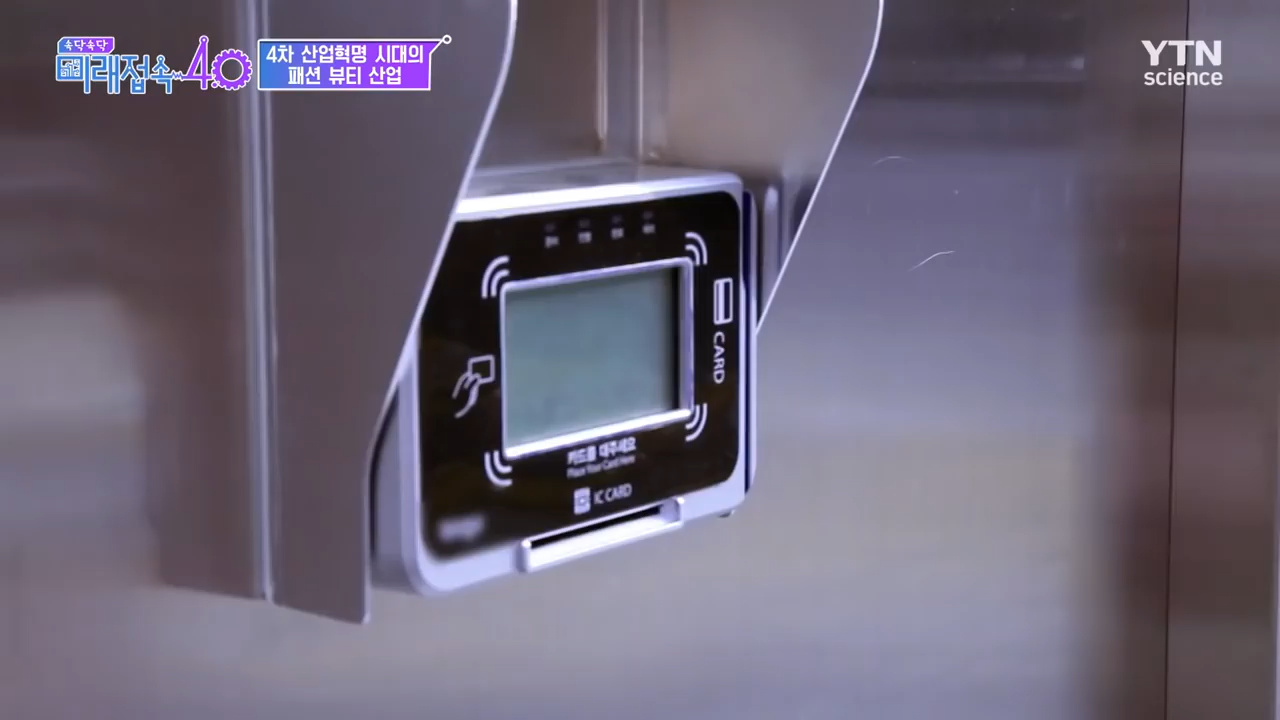 속닥속닥
미래접속 4.0
4차 산업혁명 시대의
패션 뷰티 산업
YTN
science
CARD
카드를 대주세요
Place Your Card Here
IC CARD